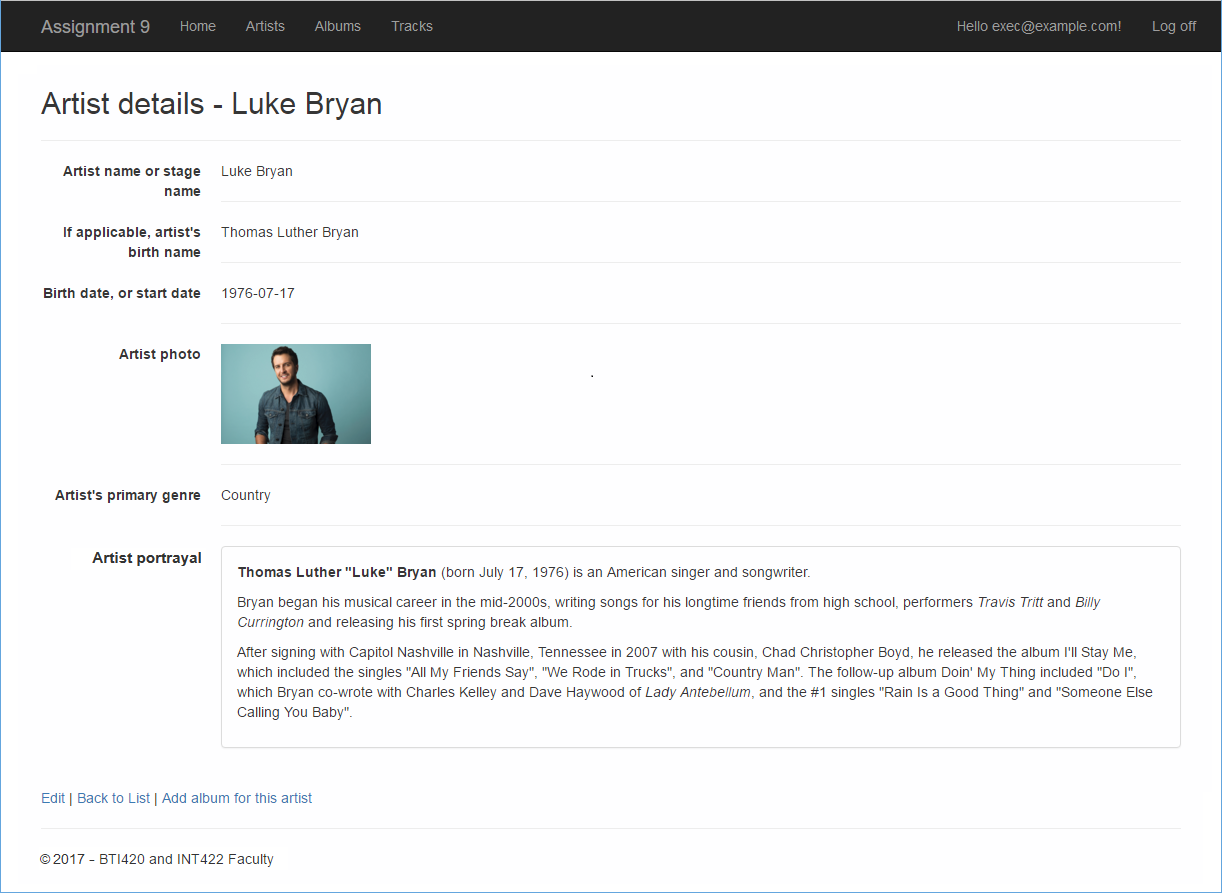 Assignment 9 Home Artists Albums Tracks Hello exec@example.com! Log off
Artist details - Luke Bryan
Artist name or stage name Luke Bryan
If applicable, artist's birth name Thomas Luther Bryan
Birth date, or start date 1976-07-17
Artist photo
.
Artist's primary genre Country
Artist portrayal
Thomas Luther "Luke" Bryan (born July 17, 1976) is an American singer and songwriter.
Bryan began his musical career in the mid-2000s, writing songs for his longtime friends from high school, performers Travis Tritt and Billy
Currington and releasing his first spring break album.
After signing with Capitol Nashville in Nashville, Tennessee in 2007 with his cousin, Chad Christopher Boyd, he released the album I'll Stay Me,
which included the singles "All My Friends Say", "We Rode in Trucks", and "Country Man". The follow-up album Doin' My Thing included "Do I",
which Bryan co-wrote with Charles Kelley and Dave Haywood of Lady Antebellum, and the #1 singles "Rain Is a Good Thing" and "Someone Else
Calling You Baby".
Edit | Back to List | Add album for this artist
© 2017 - BTI420 and INT422 Faculty